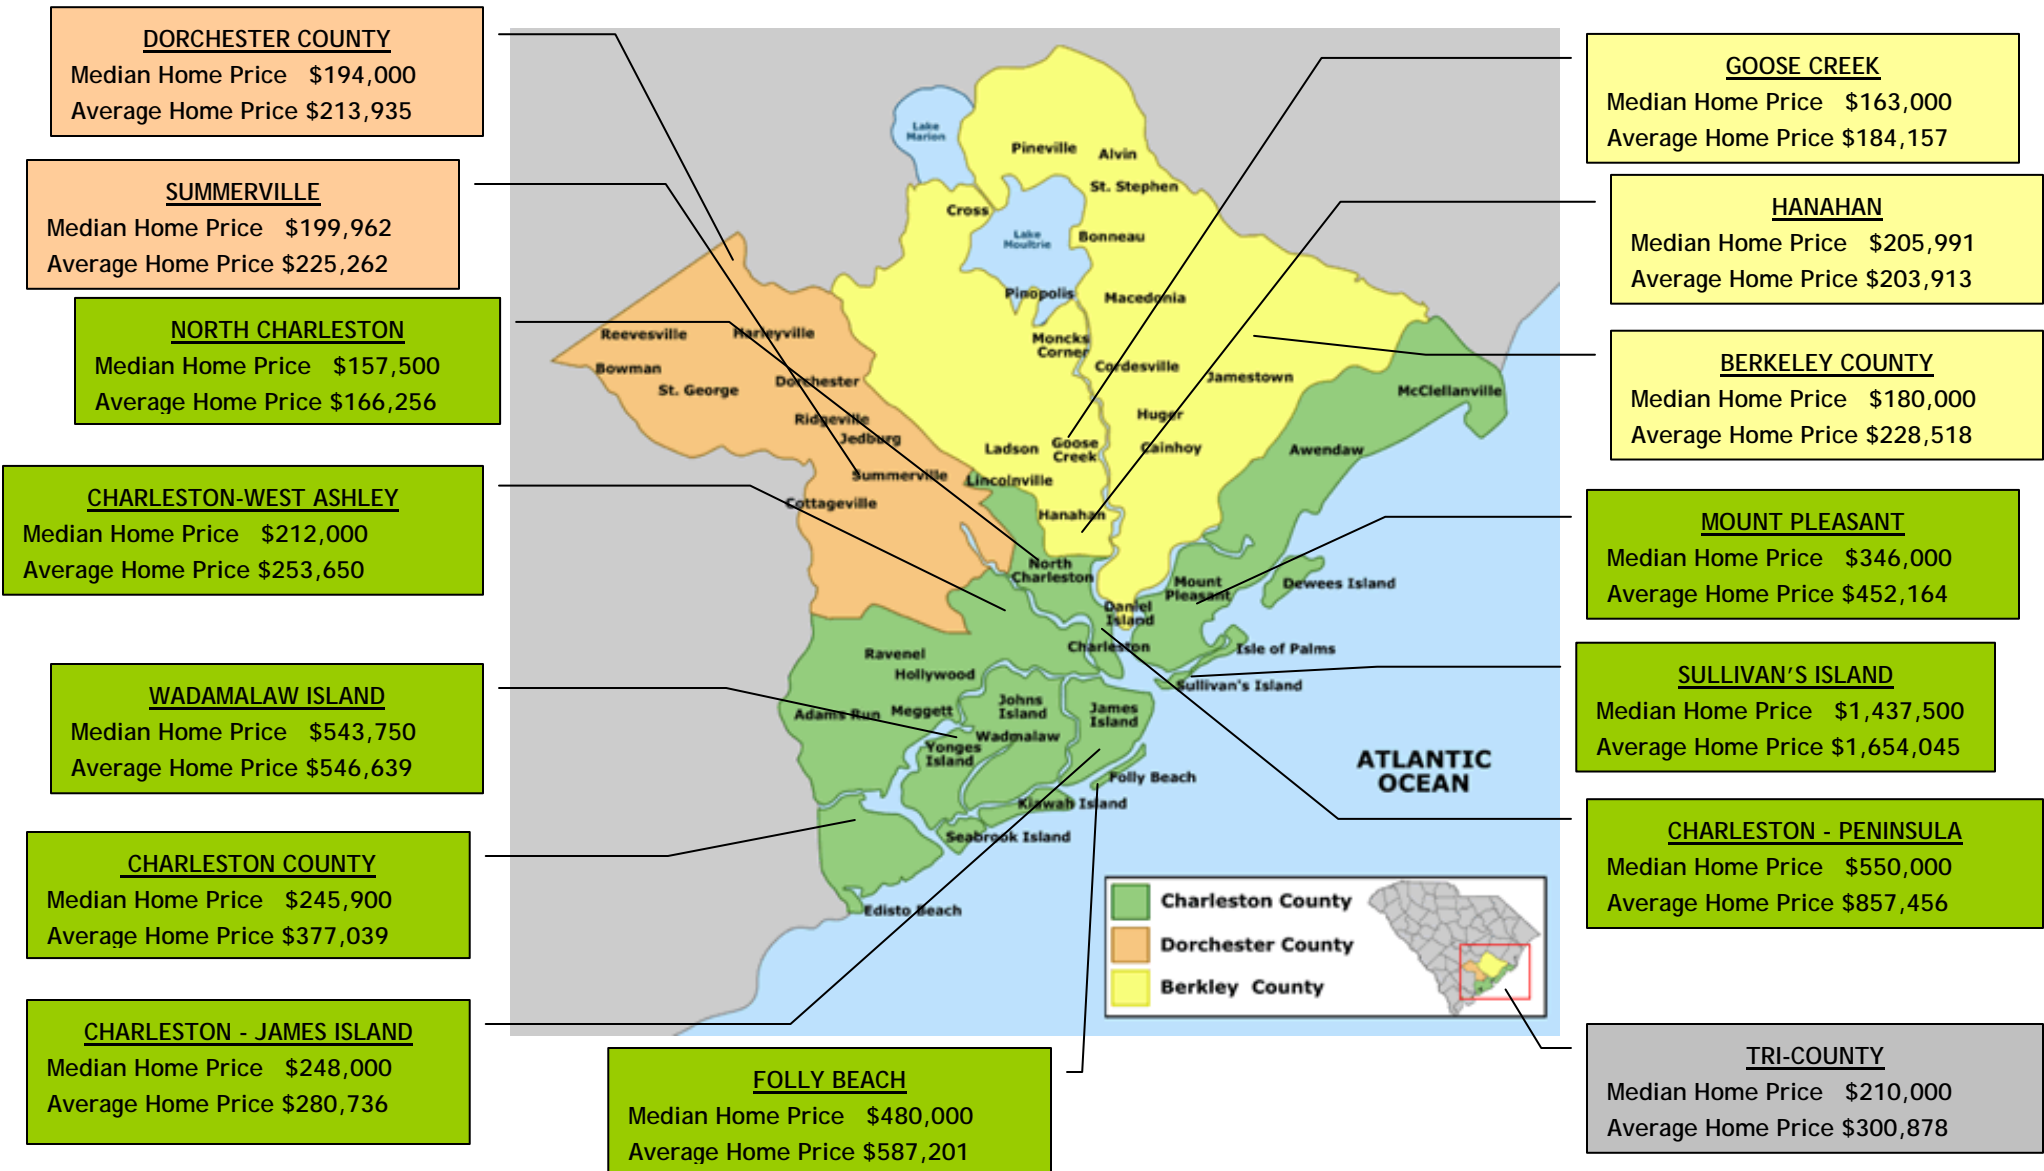 DORCHESTER COUNTY
Median Home Price $194,000
Average Home Price $213,935
SUMMERVILLE
Median Home Price $199,962
Average Home Price $225,262
NORTH CHARLESTON
Median Home Price $157,500
Average Home Price $166,256
CHARLESTON-WEST ASHLEY
Median Home Price $212,000
Average Home Price $253,650
WADAMALAW ISLAND
Median Home Price $543,750
Average Home Price $546,639
CHARLESTON COUNTY
Median Home Price $245,900
Average Home Price $377,039
CHARLESTON - JAMES ISLAND
Median Home Price $248,000
Average Home Price $280,736
FOLLY BEACH
Median Home Price $480,000
Average Home Price $587,201
Lake
Marion
Pineville
Alvin
St. Stephen
Cross
Lake
Moultrie
Bonneau
Pinopolis
Macedonia
Reevesville
Harleyville
Moncks
Corner
Bowman
Cordesville
St. George
Dorchester
Jamestown
McClellanville
Ridgeville
Huger
Jedburg
Ladson
Goose
Creek
Cainhoy
Awendaw
Summerville
Lincolnville
Cottageville
Hanahan
North
Charleston
Mount
Pleasant
Dewees Island
Daniel
Island
Charleston
Isle of Palms
Ravenel
Hollywood
Sullivan's Island
Adams Run
Meggett
Johns
Island
James
Island
Wadmalaw
Yonges
Island
Folly Beach
Kiawah Island
Seabrook Island
Edisto Beach
ATLANTIC
OCEAN
Charleston County
Dorchester County
Berkley County
GOOSE CREEK
Median Home Price $163,000
Average Home Price $184,157
HANAHAN
Median Home Price $205,991
Average Home Price $203,913
BERKELEY COUNTY
Median Home Price $180,000
Average Home Price $228,518
MOUNT PLEASANT
Median Home Price $346,000
Average Home Price $452,164
SULLIVAN'S ISLAND
Median Home Price $1,437,500
Average Home Price $1,654,045
CHARLESTON - PENINSULA
Median Home Price $550,000
Average Home Price $857,456
TRI-COUNTY
Median Home Price $210,000
Average Home Price $300,878